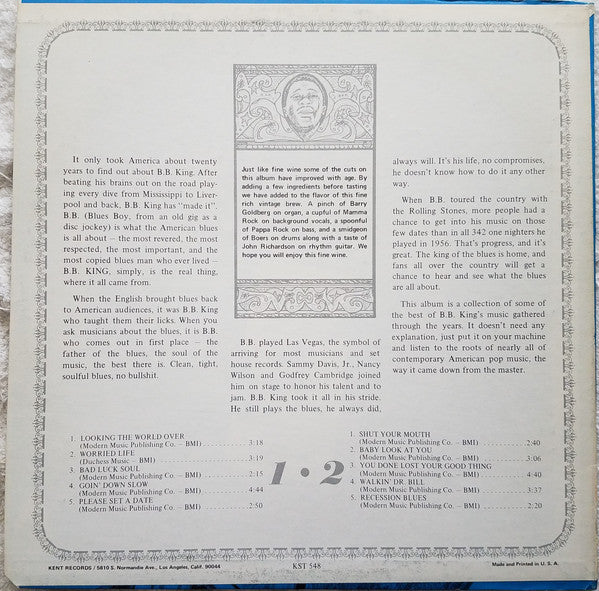 It only took America about twenty
years to find out about B.B. King. After
beating his brains out on the road play-
ing every dive from Mississippi to Liver-
pool and back, B.B. King has "made it".
B.B. (Blues Boy, from an old gig as a
disc jockey) is what the American blues
is all about — the most revered, the most
respected, the most important, and the
most copied blues man who ever lived —
B.B. KING, simply, is the real thing,
where it all came from.
When the English brought blues back
to American audiences, it was B.B. King
who taught them their licks. When you
ask musicians about the blues, it is B.B.
who comes out in first place — the
father of the blues, the soul of the
music, the best there is. Clean, tight,
soulful blues, no bullshit.
Just like fine wine some of the cuts on
this album have improved with age. By
adding a few ingredients before tasting
we have added to the flavor of this fine
rich vintage brew. A pinch of Barry
Goldberg on organ, a cupful of Mamma
Rock on background vocals, a spoonful
of Pappa Rock on bass, and a smidgeon
of Boers on drums along with a taste of
John Richardson on rhythm guitar. We
hope you will enjoy this fine wine.
B.B. played Las Vegas, the symbol of
arriving for most musicians and set
house records. Sammy Davis, Jr., Nancy
Wilson and Godfrey Cambridge joined
him on stage to honor his talent and to
jam. B.B. King took it all in his stride.
He still plays the blues, he always did,
always will. It's his life, no compromises,
he doesn't know how to do it any other
way.
When B.B. toured the country with
the Rolling Stones, more people had a
chance to get into his music on those
few dates than in all 342 one nighters he
played in 1956. That's progress, and it's
great. The king of the blues is home, and
fans all over the country will get a
chance to hear and see what the blues
are all about.
This album is a collection of some of
the best of B.B. King's music gathered
through the years. It doesn't need any
explanation, just put it on your machine
and listen to the roots of nearly all of
contemporary American pop music, the
way it came down from the master.
1. LOOKING THE WORLD OVER
(Modern Music Publishing Co. — BMI) 3:18
2. WORRIED LIFE
(Duchess Music — BMI) 3:19
3. BAD LUCK SOUL
(Modern Music Publishing Co. — BMI) 2:15
4. GOIN' DOWN SLOW
(Modern Music Publishing Co. — BMI) 4:44
5. PLEASE SET A DATE
(Modern Music Publishing Co. — BMI) 2:50
1 • 2
1. SHUT YOUR MOUTH
(Modern Music Publishing Co. — BMI) 2:40
2. BABY LOOK AT YOU
(Modern Music Publishing Co. — BMI) 3:06
3. YOU DONE LOST YOUR GOOD THING
(Modern Music Publishing Co. — BMI) 4:40
4. WALKIN' DR. BILL
(Modern Music Publishing Co. — BMI) 3:37
5. RECESSION BLUES
(Modern Music Publishing Co. — BMI) 2:20
KENT RECORDS / 5810 S. Normandie Ave., Los Angeles, Calif. 90044
KST 548
Made and Printed in U. S. A.